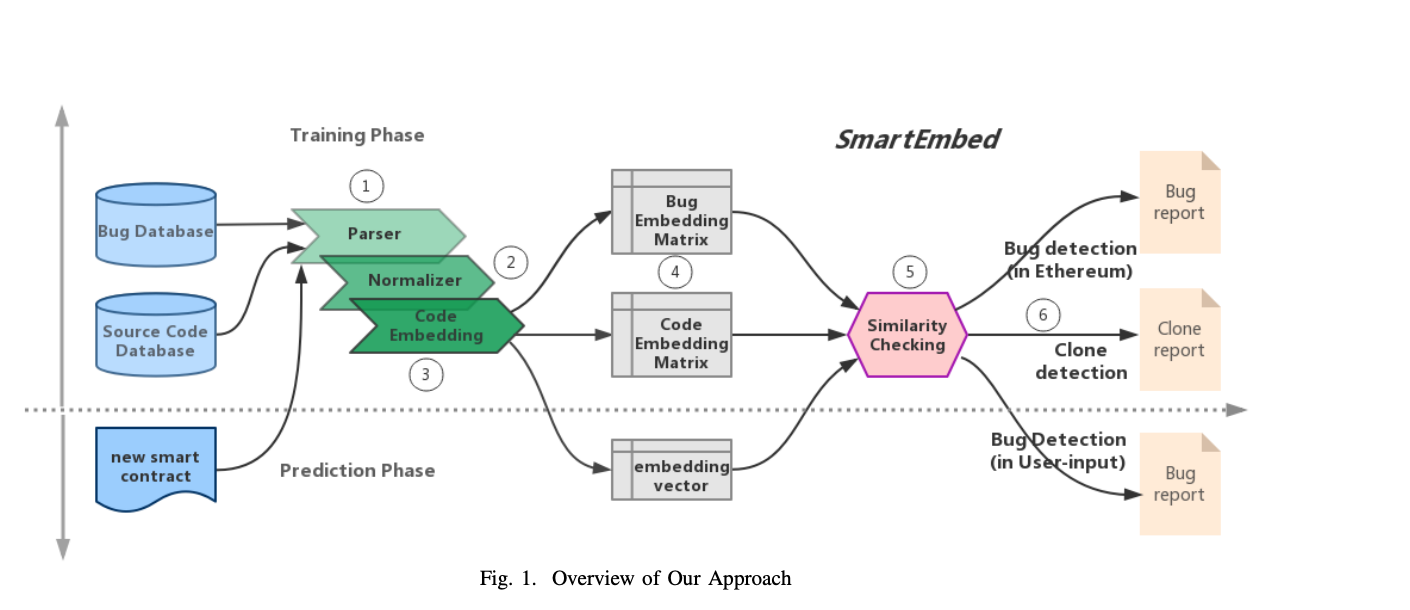 Training Phase
SmartEmbed
1
Bug Database
Parser
2
Normalizer
Code
Embedding
3
Source Code
Database
Bug
Embedding
Matrix
4
Code
Embedding
Matrix
5
Similarity
Checking
Bug detection
(in Ethereum)
6
Clone
detection
Bug
report
Clone
report
new smart
contract
Prediction Phase
embedding
vector
Bug Detection
(in User-input)
Bug
report
Fig. 1. Overview of Our Approach